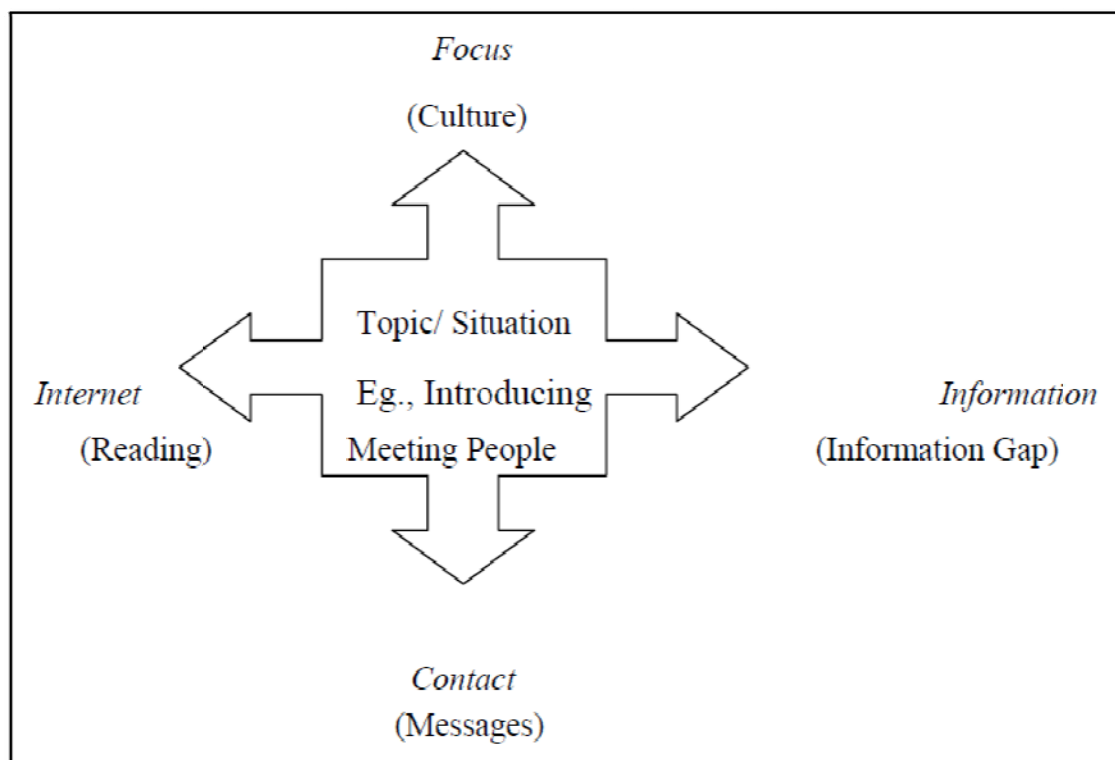 Focus
(Culture)
Topic/ Situation
Eg., Introducing
Meeting People
Internet
(Reading)
Information
(Information Gap)
Contact
(Messages)